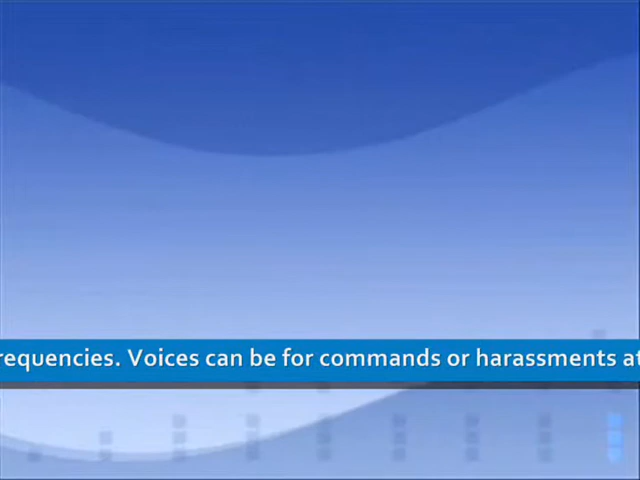 requencies. Voices can be for commands or harassments at